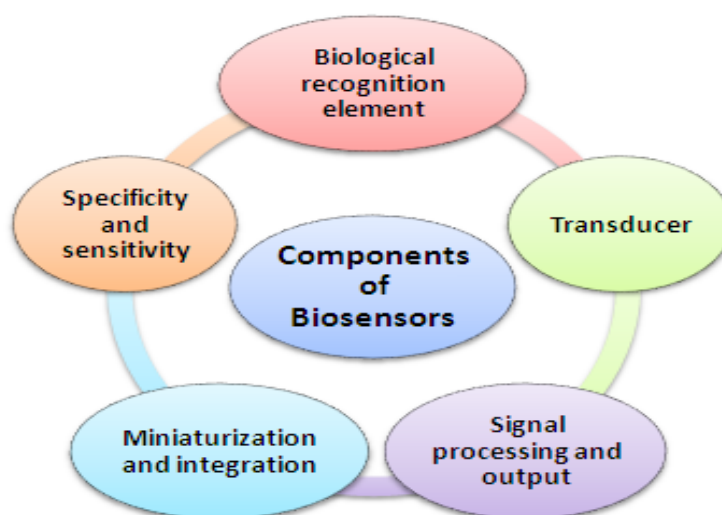 Biological
recognition
element
Specificity
and
sensitivity
Transducer
Components
of
Biosensors
Miniaturization
and integration
Signal
processing and
output